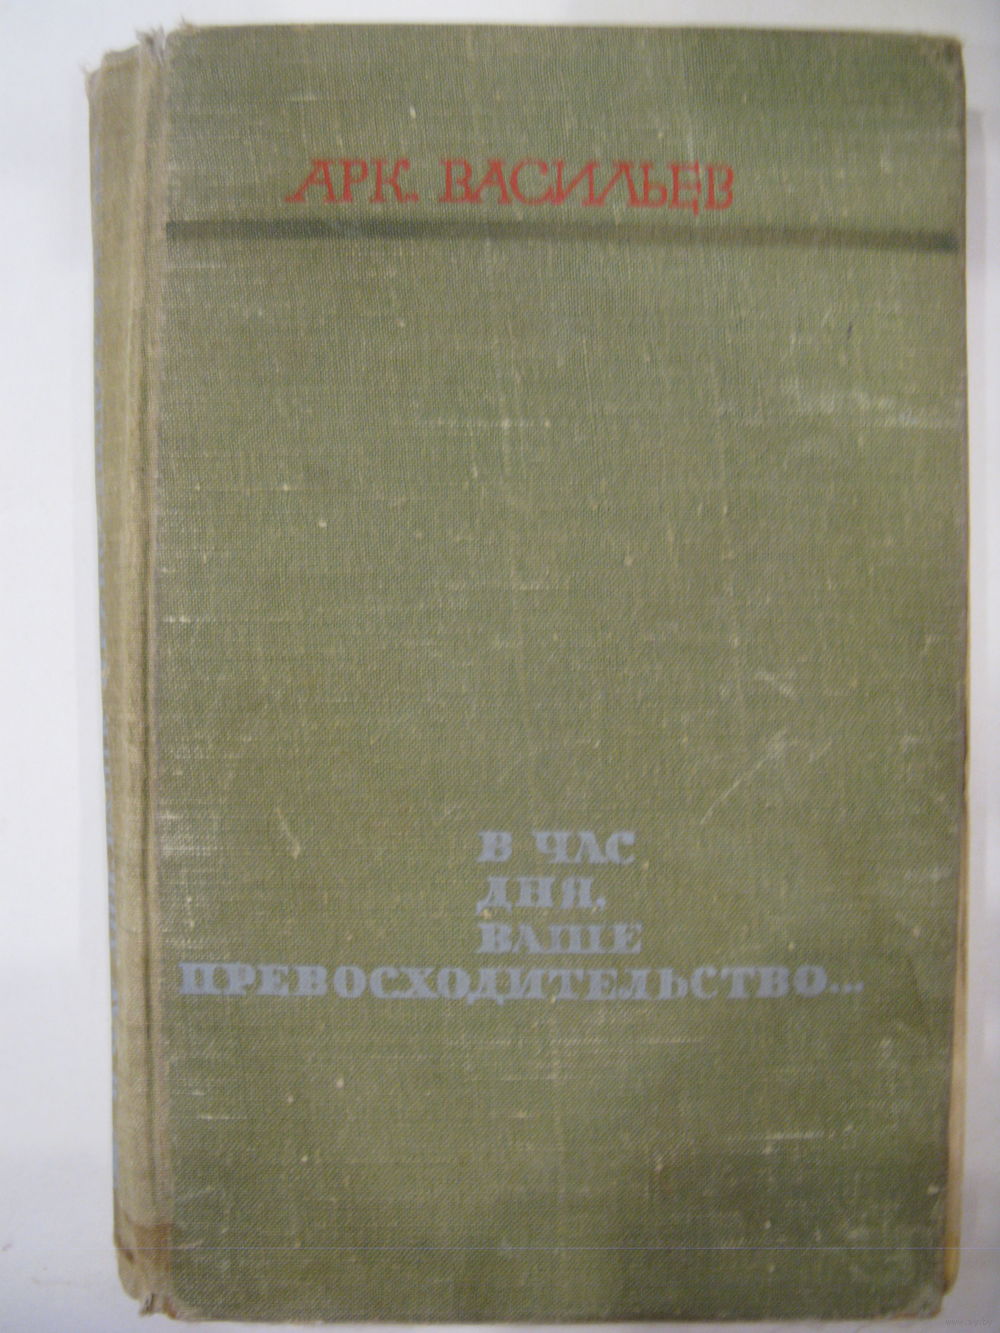 АРК. ВАСИЛЬЕВ
В ЧАС
ДНЯ,
ВАШЕ
ПРЕВОСХОДИТЕЛЬСТВО...